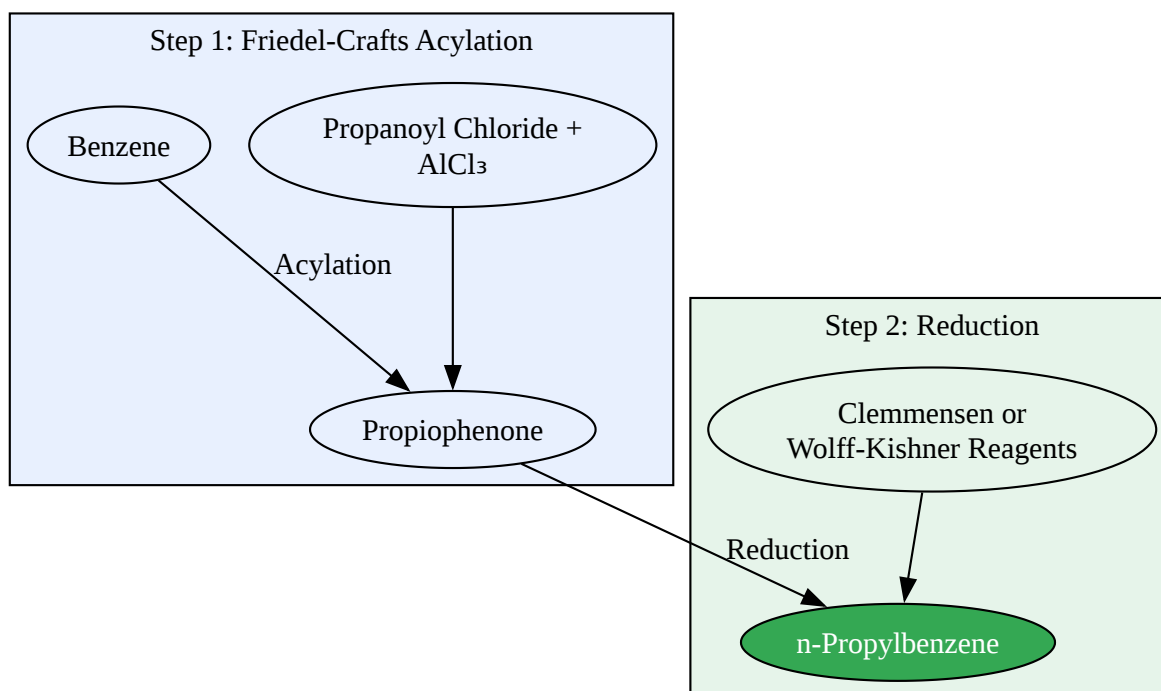 Step 1: Friedel-Crafts Acylation
Benzene
Propanoyl Chloride +
AlCl₃
Acylation
Propiophenone
Step 2: Reduction
Clemmensen or
Wolff-Kishner Reagents
Reduction
n-Propylbenzene